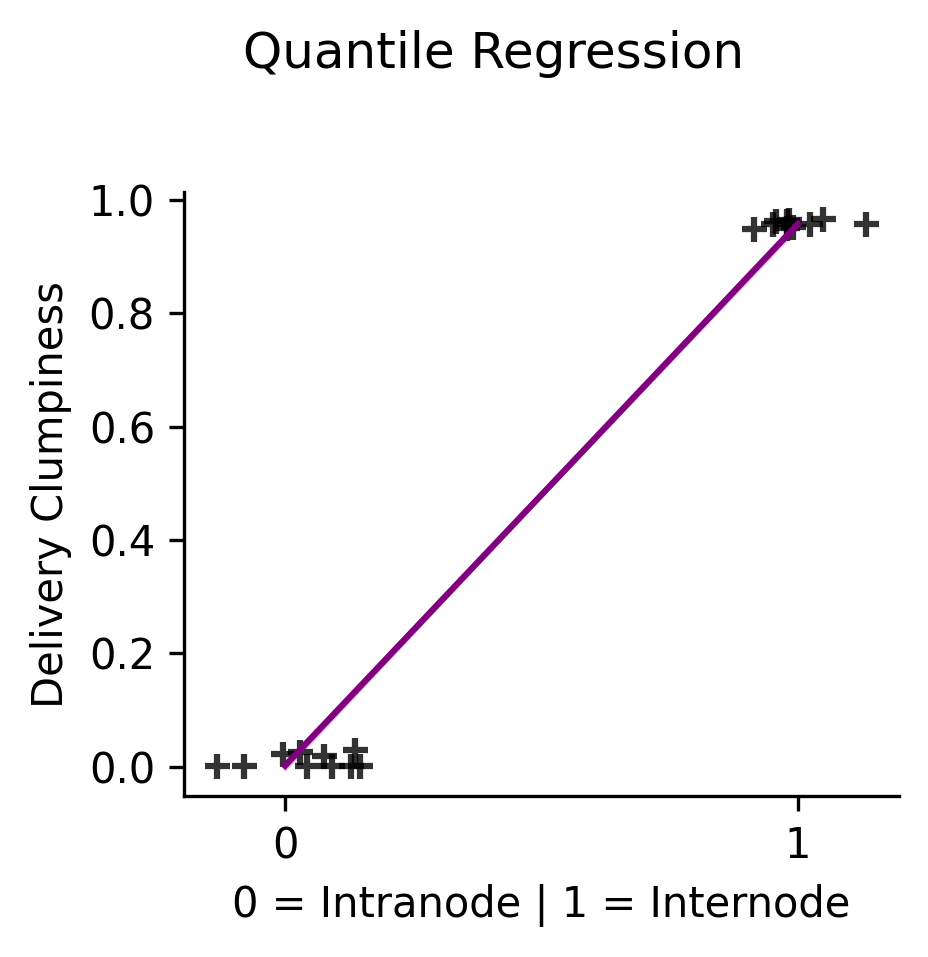 Quantile Regression
1.0
0.8
0.6
0.4
0.2
0.0
Delivery Clumpiness
0 1
0 = Intranode | 1 = Internode